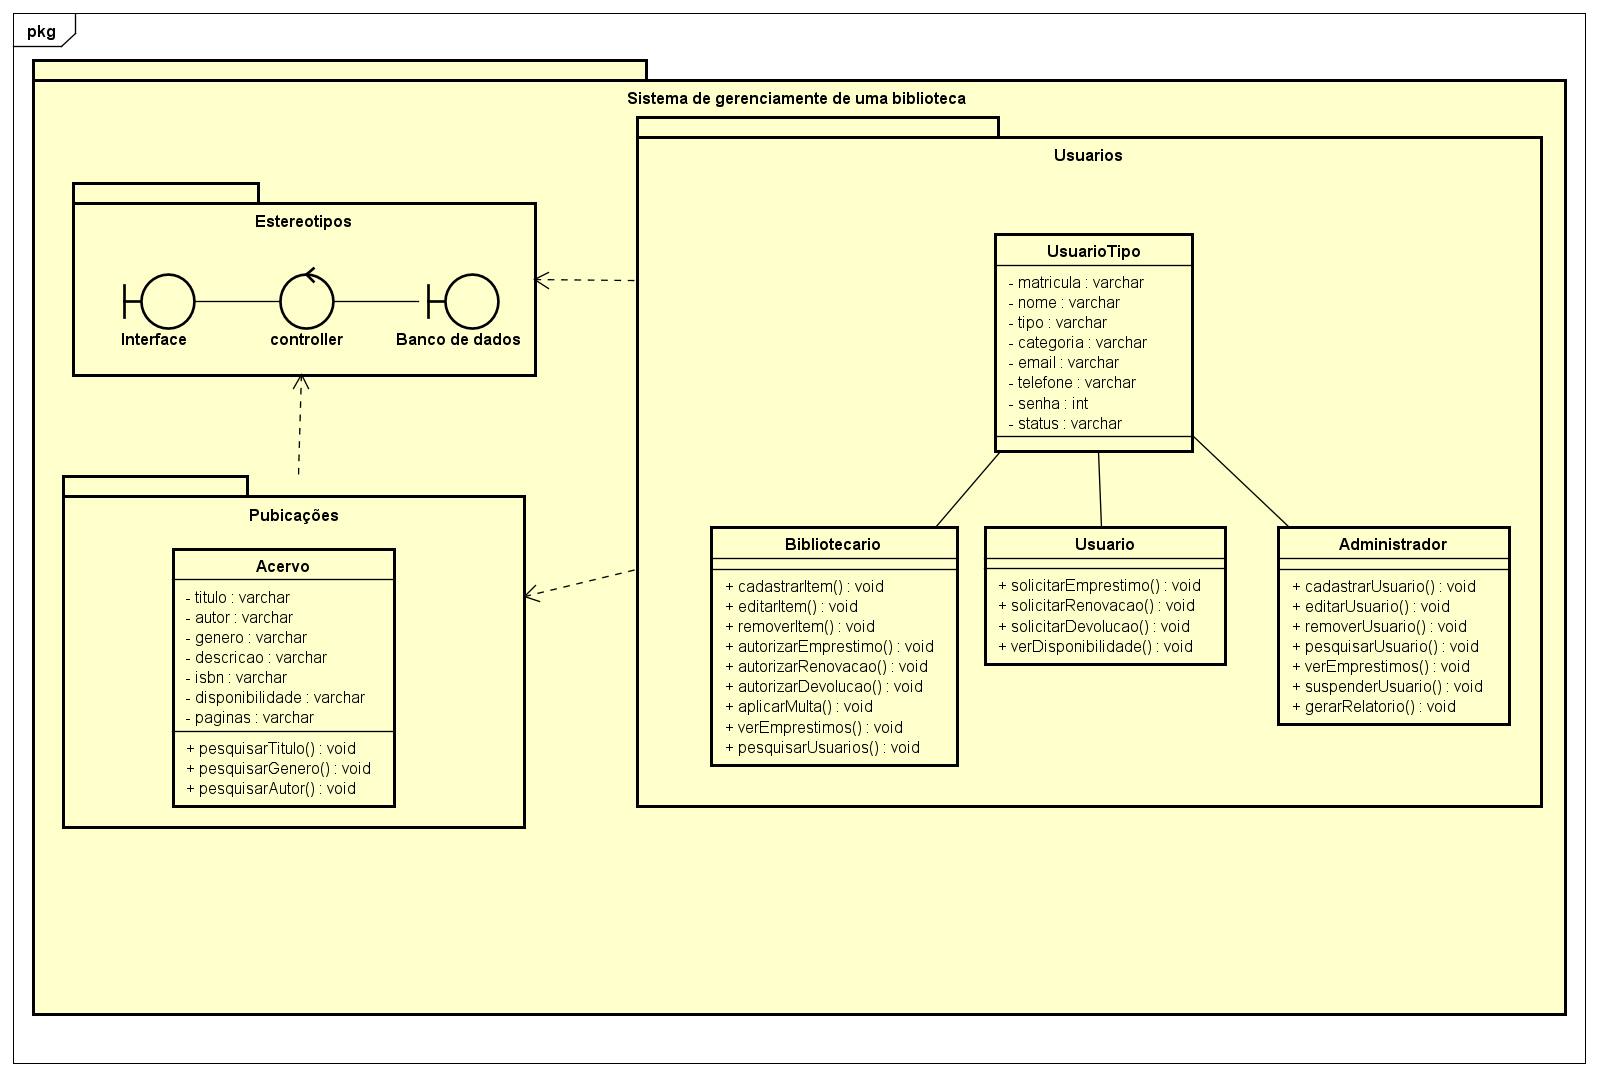 pkg
Sistema de gerenciamente de uma biblioteca
Usuarios
Estereotipos
Interface
controller
Banco de dados
Pubicações
Acervo
- titulo : varchar
- autor : varchar
- genero : varchar
- descricao : varchar
- isbn : varchar
- disponibilidade : varchar
- paginas : varchar
+ pesquisarTitulo() : void
+ pesquisarGenero() : void
+ pesquisarAutor() : void
UsuarioTipo
- matricula : varchar
- nome : varchar
- tipo : varchar
- categoria : varchar
- email : varchar
- telefone : varchar
- senha : int
- status : varchar
Bibliotecario
+ cadastrarItem() : void
+ editarItem() : void
+ removerItem() : void
+ autorizarEmprestimo() : void
+ autorizarRenovacao() : void
+ autorizarDevolucao() : void
+ aplicarMulta() : void
+ verEmprestimos() : void
+ pesquisarUsuarios() : void
Usuario
+ solicitarEmprestimo() : void
+ solicitarRenovacao() : void
+ solicitarDevolucao() : void
+ verDisponibilidade() : void
Administrador
+ cadastrarUsuario() : void
+ editarUsuario() : void
+ removerUsuario() : void
+ pesquisarUsuario() : void
+ verEmprestimos() : void
+ suspenderUsuario() : void
+ gerarRelatorio() : void